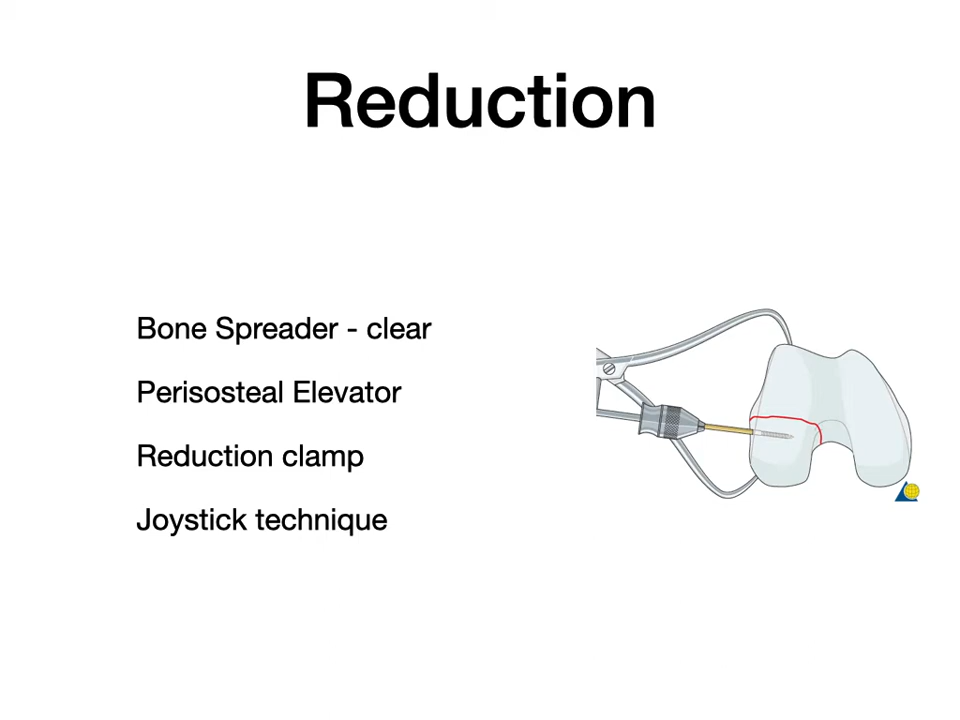 Reduction
Bone Spreader - clear
Perisosteal Elevator
Reduction clamp
Joystick technique